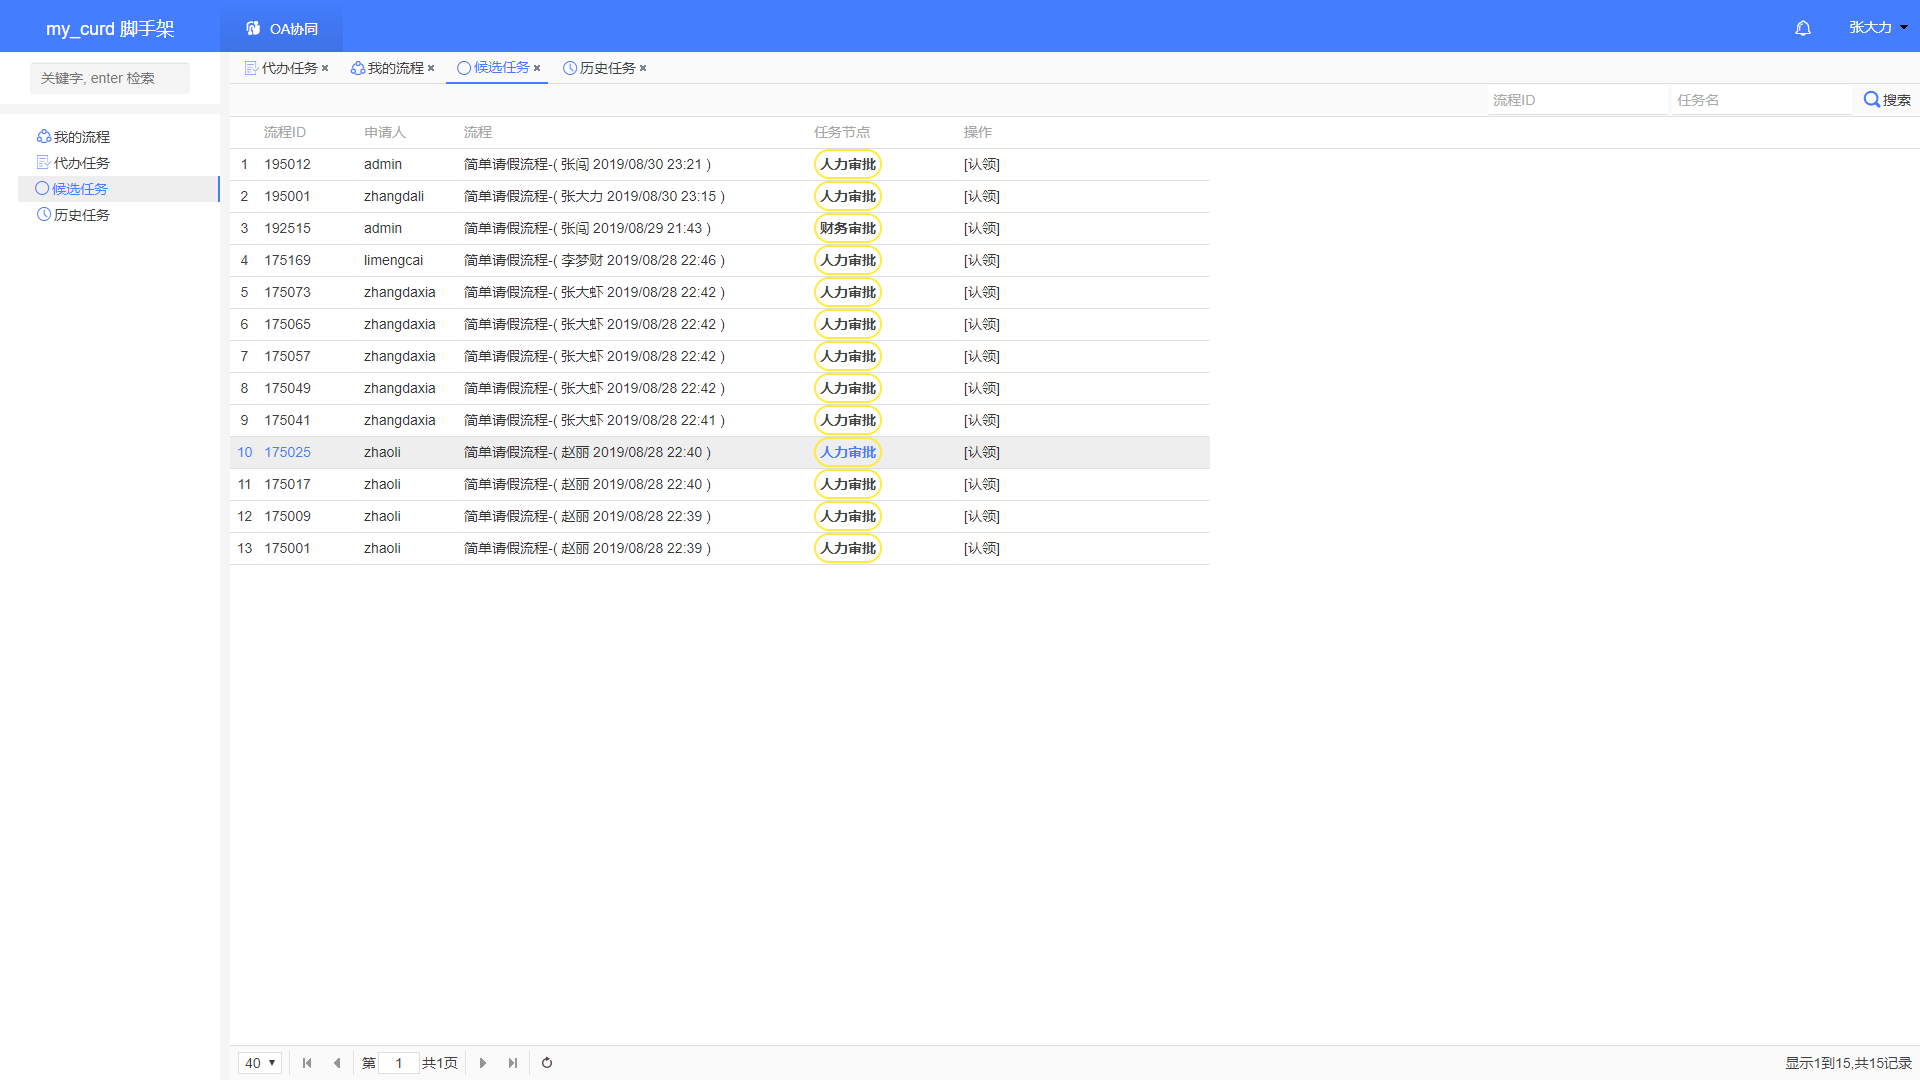 my_curd 脚手架
OA协同
张大力
关键字, enter 检索
我的流程
代办任务
候选任务
历史任务
代办任务 我的流程 候选任务 历史任务
流程ID 任务名 搜索
流程ID 申请人 流程 任务节点 操作
1 195012 admin 简单请假流程-( 张闯 2019/08/30 23:21 ) 人力审批 [认领]
2 195001 zhangdali 简单请假流程-( 张大力 2019/08/30 23:15 ) 人力审批 [认领]
3 192515 admin 简单请假流程-( 张闯 2019/08/29 21:43 ) 财务审批 [认领]
4 175169 limengcai 简单请假流程-( 李梦财 2019/08/28 22:46 ) 人力审批 [认领]
5 175073 zhangdaxia 简单请假流程-( 张大虾 2019/08/28 22:42 ) 人力审批 [认领]
6 175065 zhangdaxia 简单请假流程-( 张大虾 2019/08/28 22:42 ) 人力审批 [认领]
7 175057 zhangdaxia 简单请假流程-( 张大虾 2019/08/28 22:42 ) 人力审批 [认领]
8 175049 zhangdaxia 简单请假流程-( 张大虾 2019/08/28 22:42 ) 人力审批 [认领]
9 175041 zhangdaxia 简单请假流程-( 张大虾 2019/08/28 22:41 ) 人力审批 [认领]
10 175025 zhaoli 简单请假流程-( 赵丽 2019/08/28 22:40 ) 人力审批 [认领]
11 175017 zhaoli 简单请假流程-( 赵丽 2019/08/28 22:40 ) 人力审批 [认领]
12 175009 zhaoli 简单请假流程-( 赵丽 2019/08/28 22:39 ) 人力审批 [认领]
13 175001 zhaoli 简单请假流程-( 赵丽 2019/08/28 22:39 ) 人力审批 [认领]
40 第 1 共1页 显示1到15,共15记录